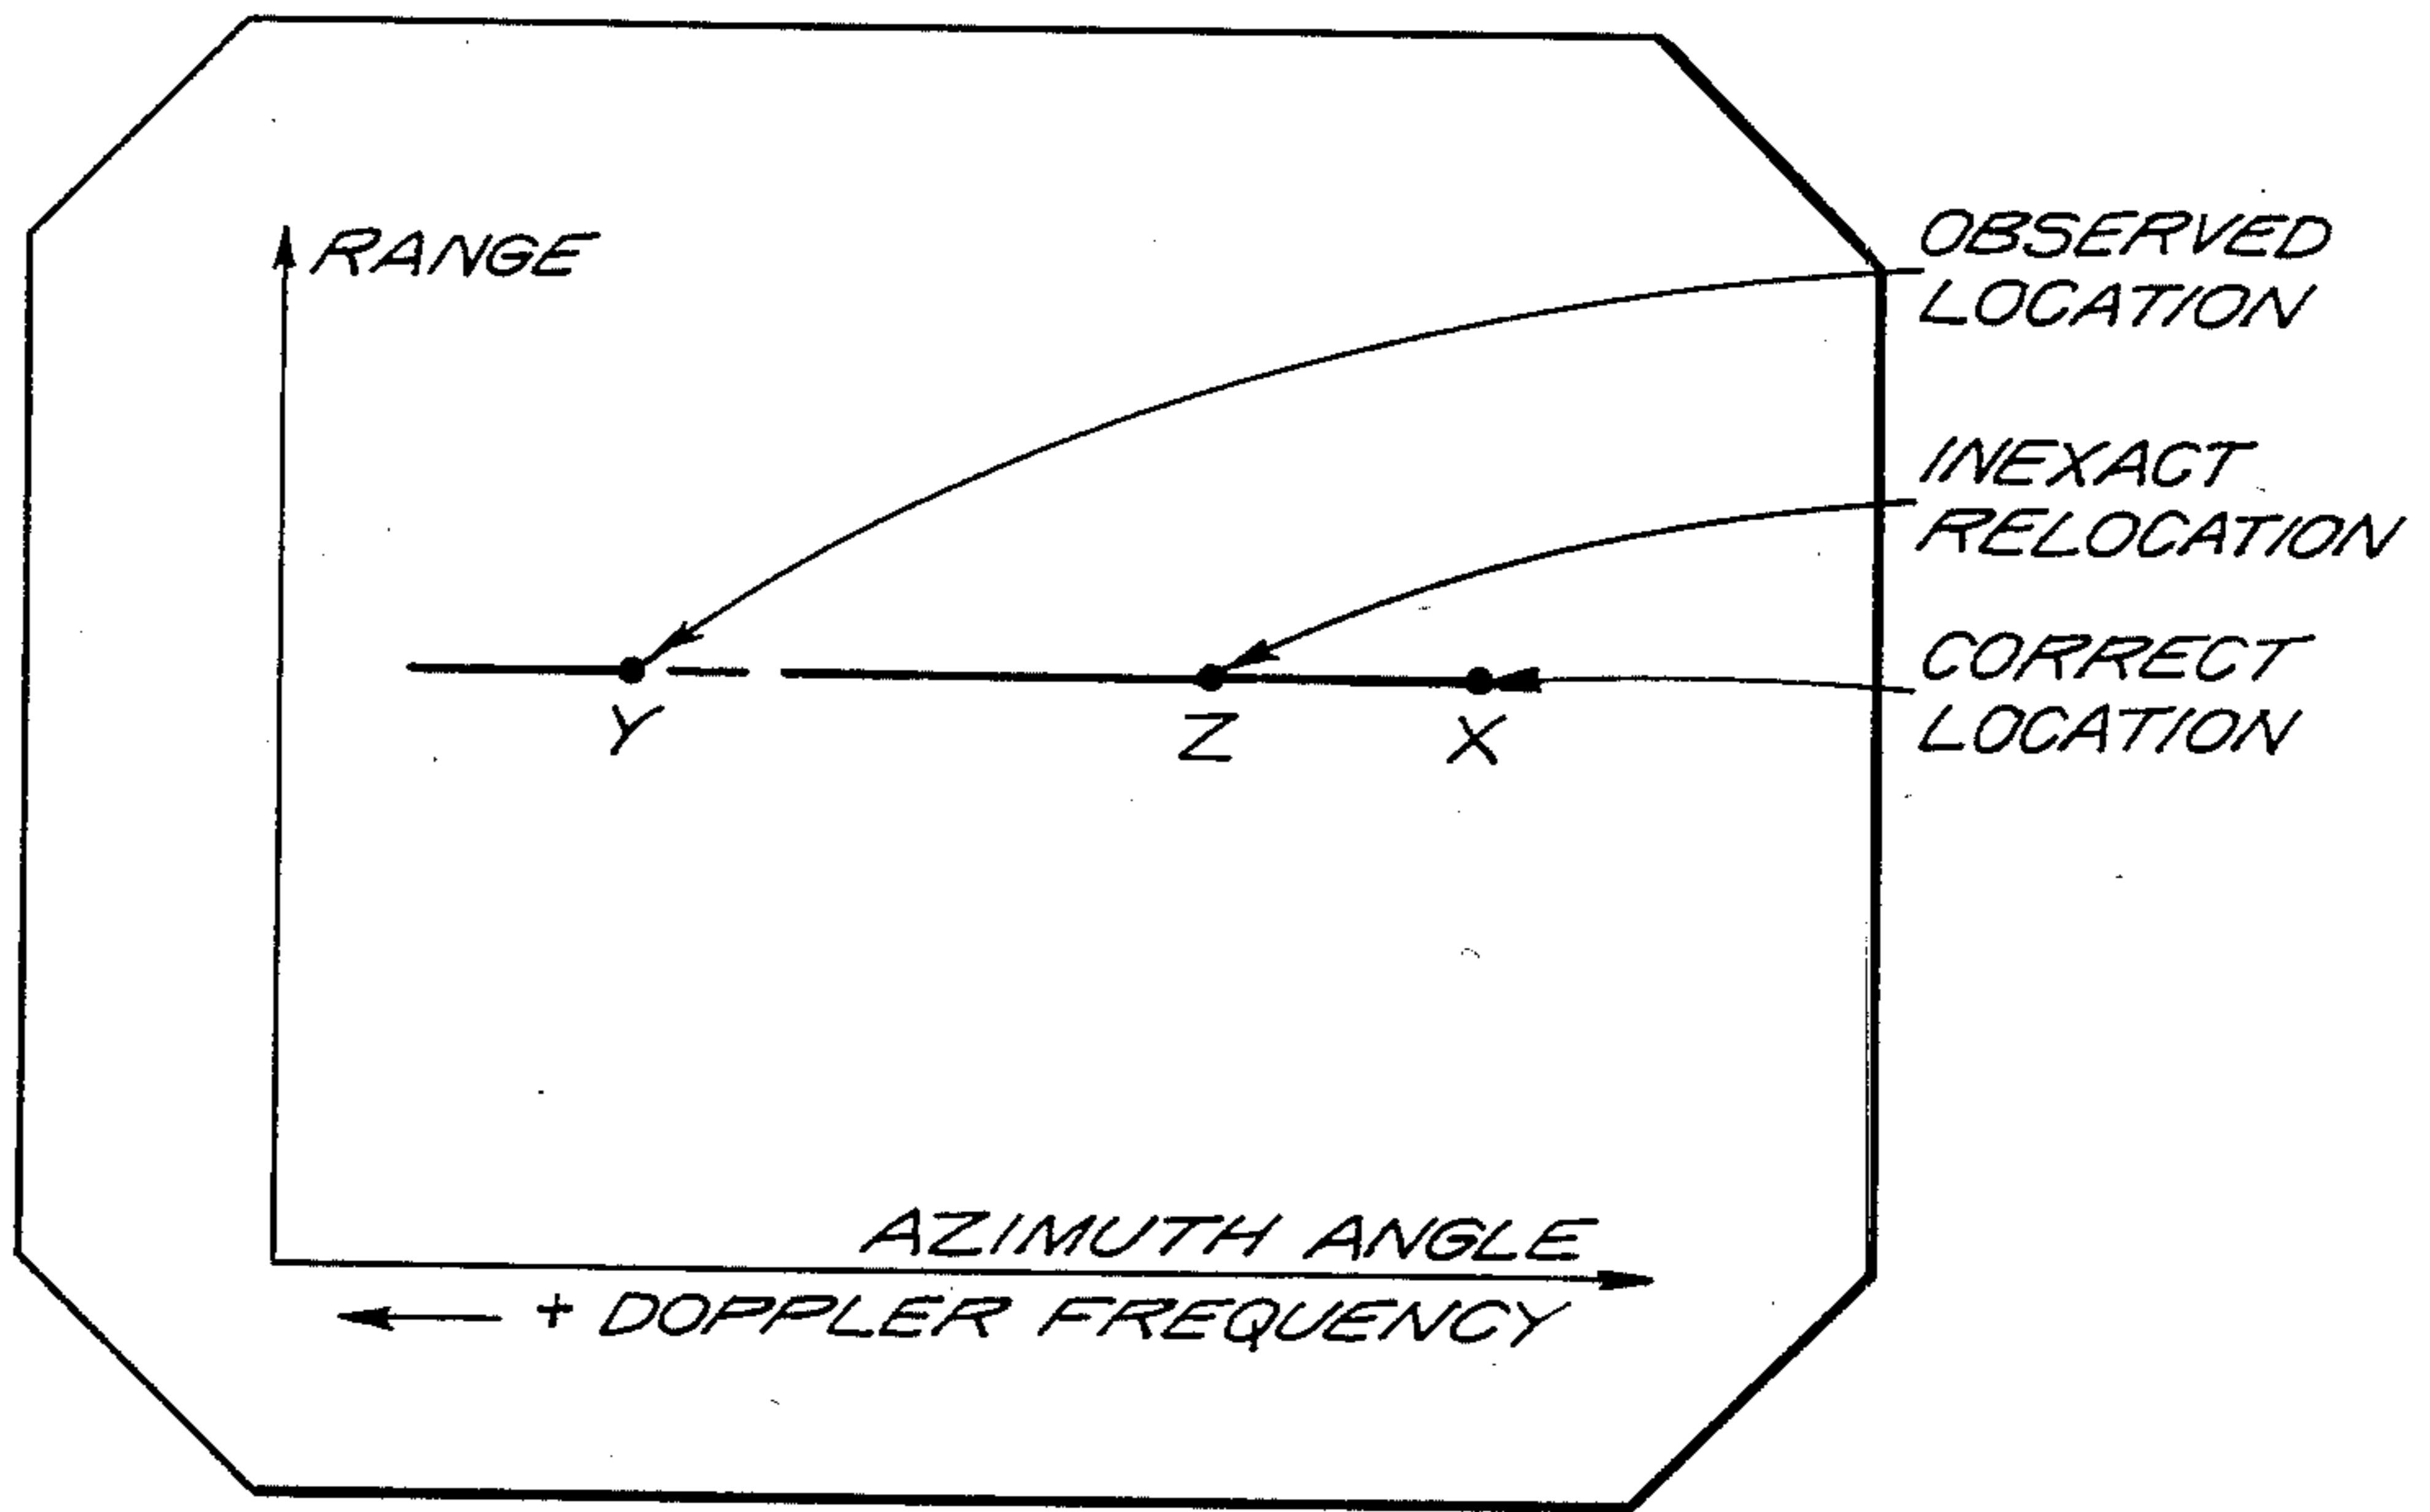 RANGE
OBSERVED
LOCATION
INEXACT
RELOCATION
CORRECT
LOCATION
Y
Z
X
AZIMUTH ANGLE
+ DOPPLER FREQUENCY